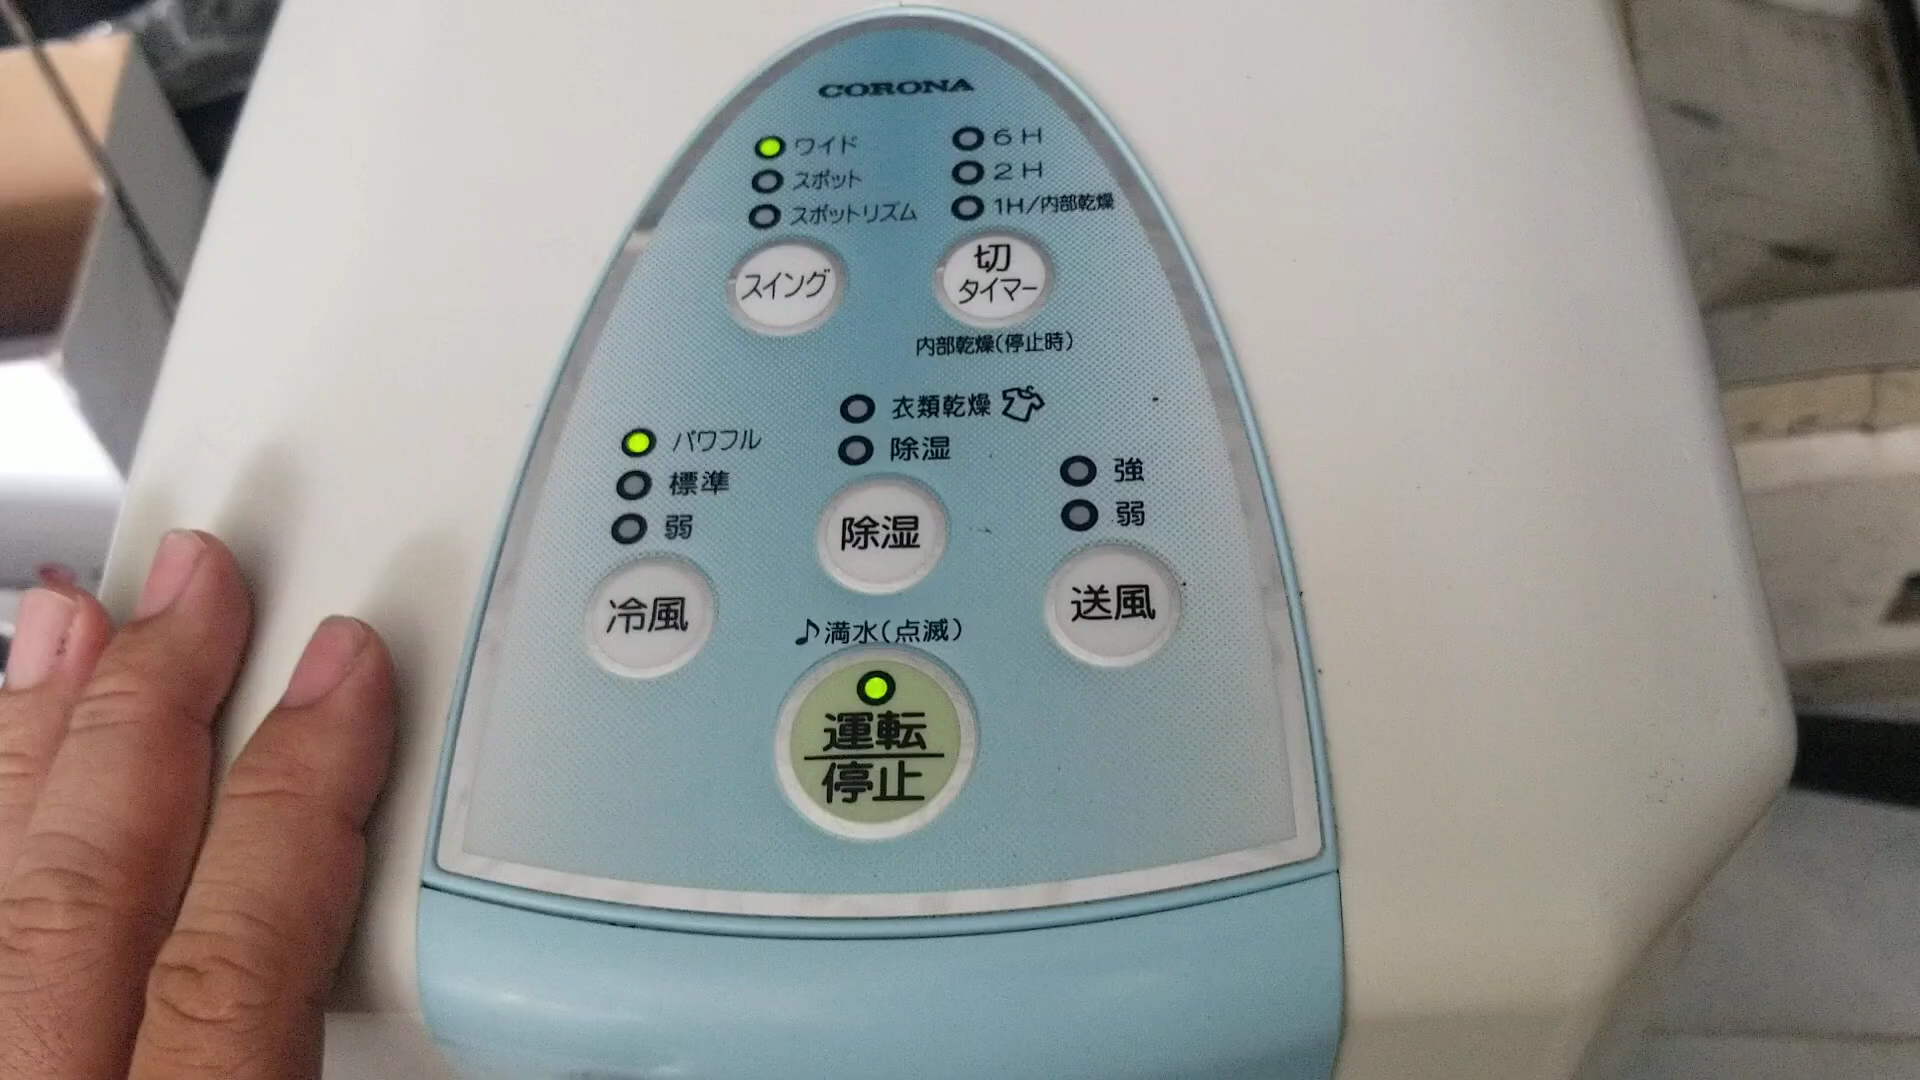 CORONA
ワイド
スポット
スポットリズム
スイング
6H
2H
1H/内部乾燥
切
タイマー
内部乾燥(停止時)
衣類乾燥
除湿
除湿
パワフル
標準
弱
冷風
強
弱
送風
♪満水(点滅)
運転
停止